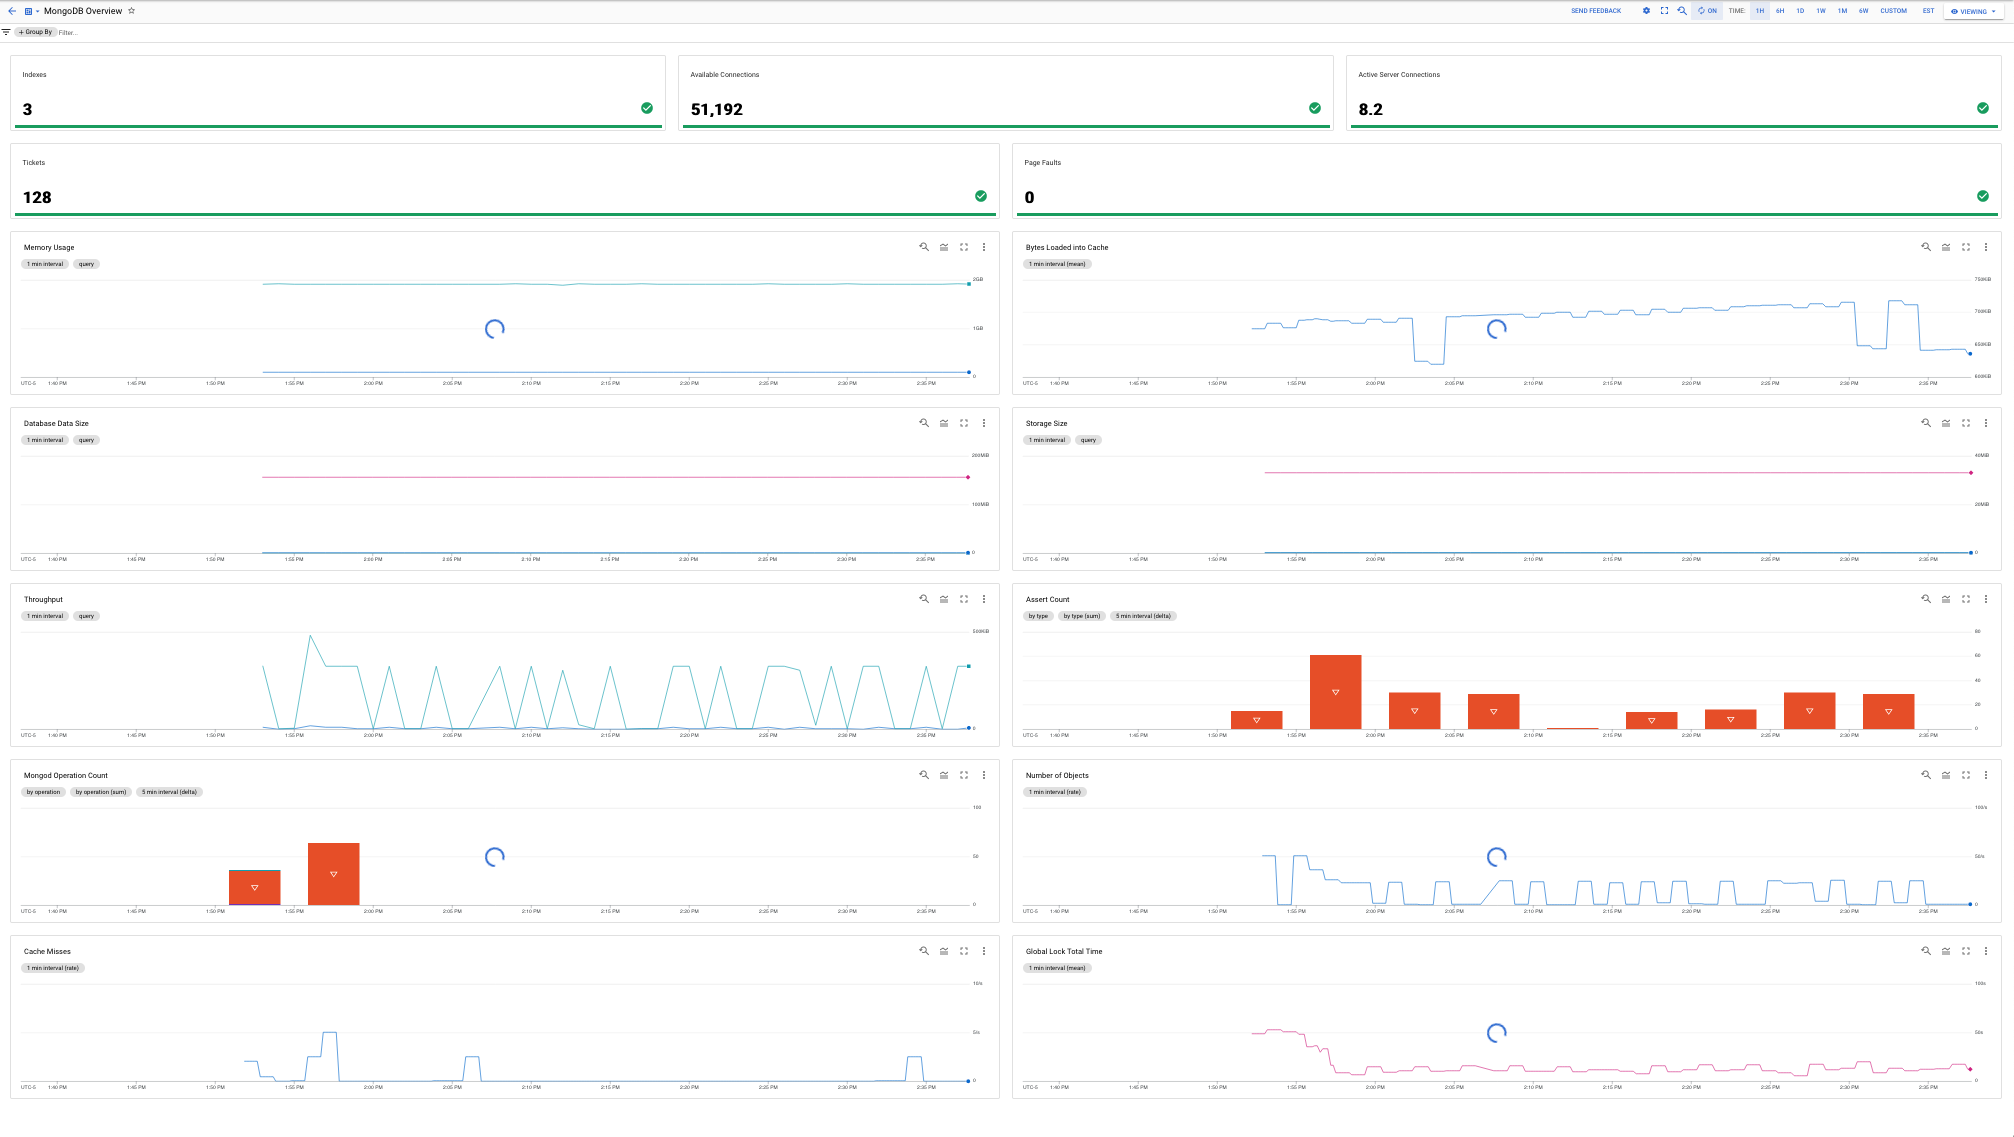 MongoDB Overview
SEND FEEDBACK ON TIME: 1H 6H 1D 1W 1M 6W CUSTOM EST VIEWING
+ Group By Filter...
Indexes
3
Available Connections
51,192
Active Server Connections
8.2
Tickets
128
Page Faults
0
Memory Usage
1 min interval query
2GB
1GB
0
UTC-5 1:40 PM 1:45 PM 1:50 PM 1:55 PM 2:00 PM 2:05 PM 2:10 PM 2:15 PM 2:20 PM 2:25 PM 2:30 PM 2:35 PM
Bytes Loaded into Cache
1 min interval (mean)
750KiB
700KiB
650KiB
600KiB
UTC-5 1:40 PM 1:45 PM 1:50 PM 1:55 PM 2:00 PM 2:05 PM 2:10 PM 2:15 PM 2:20 PM 2:25 PM 2:30 PM 2:35 PM
Database Data Size
1 min interval query
200MiB
100MiB
0
UTC-5 1:40 PM 1:45 PM 1:50 PM 1:55 PM 2:00 PM 2:05 PM 2:10 PM 2:15 PM 2:20 PM 2:25 PM 2:30 PM 2:35 PM
Storage Size
1 min interval query
40MiB
20MiB
0
UTC-5 1:40 PM 1:45 PM 1:50 PM 1:55 PM 2:00 PM 2:05 PM 2:10 PM 2:15 PM 2:20 PM 2:25 PM 2:30 PM 2:35 PM
Throughput
1 min interval query
500KiB
0
UTC-5 1:40 PM 1:45 PM 1:50 PM 1:55 PM 2:00 PM 2:05 PM 2:10 PM 2:15 PM 2:20 PM 2:25 PM 2:30 PM 2:35 PM
Assert Count
by type by type (sum) 5 min interval (delta)
80
60
40
20
0
UTC-5 1:40 PM 1:45 PM 1:50 PM 1:55 PM 2:00 PM 2:05 PM 2:10 PM 2:15 PM 2:20 PM 2:25 PM 2:30 PM 2:35 PM
Mongod Operation Count
by operation by operation (sum) 5 min interval (delta)
100
50
0
UTC-5 1:40 PM 1:45 PM 1:50 PM 1:55 PM 2:00 PM 2:05 PM 2:10 PM 2:15 PM 2:20 PM 2:25 PM 2:30 PM 2:35 PM
Number of Objects
1 min interval (rate)
100/s
50/s
0
UTC-5 1:40 PM 1:45 PM 1:50 PM 1:55 PM 2:00 PM 2:05 PM 2:10 PM 2:15 PM 2:20 PM 2:25 PM 2:30 PM 2:35 PM
Cache Misses
1 min interval (rate)
10/s
5/s
0
UTC-5 1:40 PM 1:45 PM 1:50 PM 1:55 PM 2:00 PM 2:05 PM 2:10 PM 2:15 PM 2:20 PM 2:25 PM 2:30 PM 2:35 PM
Global Lock Total Time
1 min interval (mean)
100s
50s
0
UTC-5 1:40 PM 1:45 PM 1:50 PM 1:55 PM 2:00 PM 2:05 PM 2:10 PM 2:15 PM 2:20 PM 2:25 PM 2:30 PM 2:35 PM